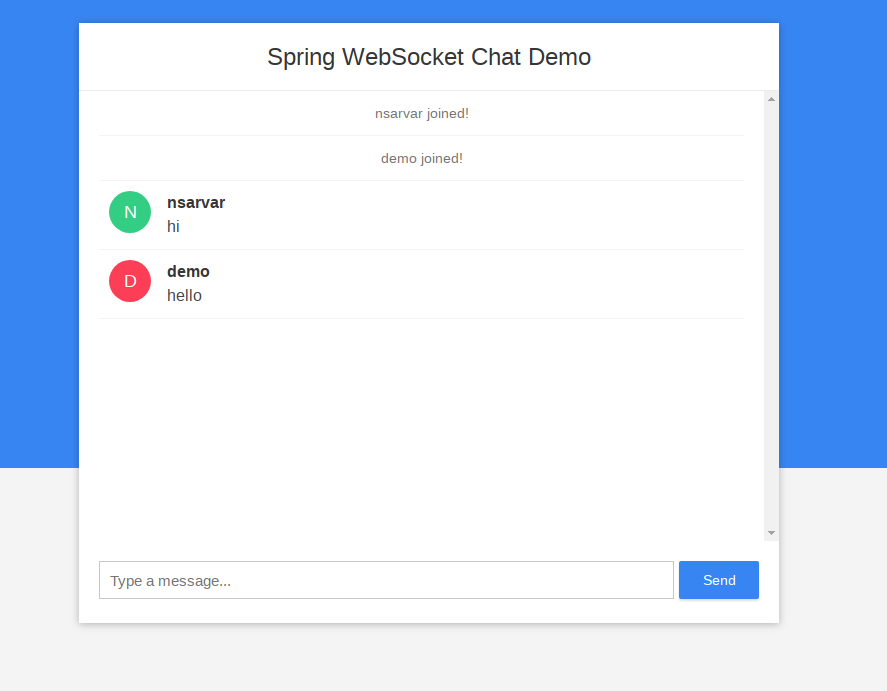 Spring WebSocket Chat Demo
nsarvar joined!
demo joined!
N
nsarvar
hi
D
demo
hello
Type a message...
Send